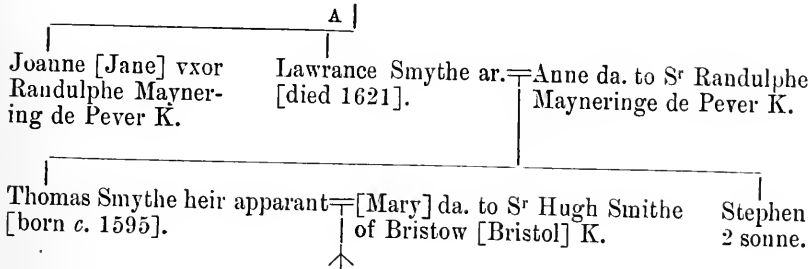 A
Joanne [Jane] vxor
Randulphe Mayner-
ing de Pever K.
Lawrance Smythe ar.
[died 1621].
Anne da. to Sʳ Randulphe
Mayneringe de Pever K.
Thomas Smythe heir apparant
[born c. 1595].
[Mary] da. to Sʳ Hugh Smithe
of Bristow [Bristol] K.
Stephen
2 sonne.